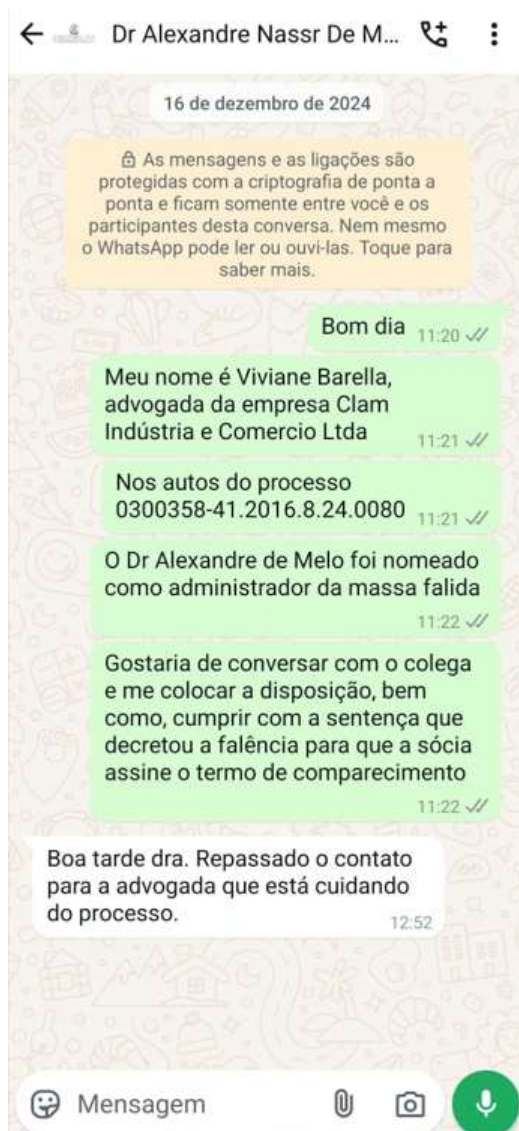 Dr Alexandre Nassr De M...
16 de dezembro de 2024
As mensagens e as ligações são
protegidas com a criptografia de ponta a
ponta e ficam somente entre você e os
participantes desta conversa. Nem mesmo
o WhatsApp pode ler ou ouvi-las. Toque para
saber mais.
Bom dia 11:20
Meu nome é Viviane Barella,
advogada da empresa Clam
Indústria e Comercio Ltda 11:21
Nos autos do processo
0300358-41.2016.8.24.0080 11:21
O Dr Alexandre de Melo foi nomeado
como administrador da massa falida
11:22
Gostaria de conversar com o colega
e me colocar a disposição, bem
como, cumprir com a sentença que
decretou a falência para que a sócia
assine o termo de comparecimento
11:22
Boa tarde dra. Repassado o contato
para a advogada que está cuidando
do processo. 12:52
Mensagem